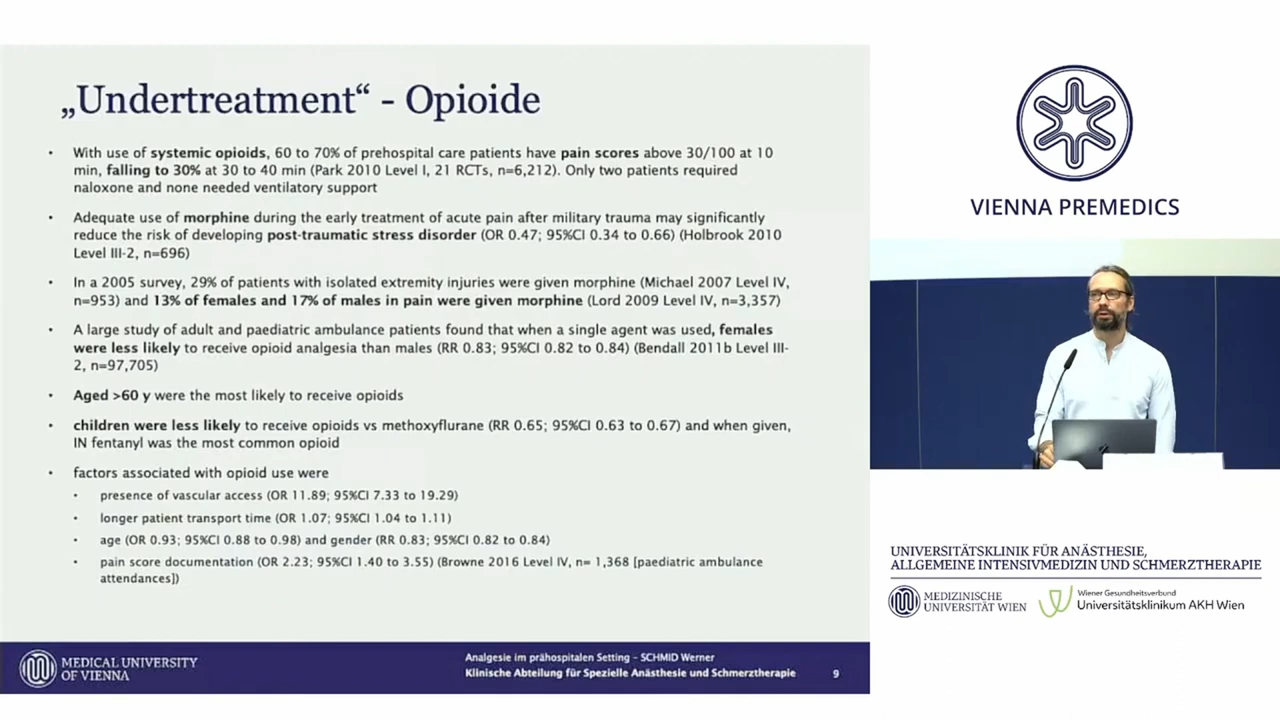 „Undertreatment“ - Opioide
• With use of systemic opioids, 60 to 70% of prehospital care patients have pain scores above 30/100 at 10
min, falling to 30% at 30 to 40 min (Park 2010 Level I, 21 RCTs, n=6,212). Only two patients required
naloxone and none needed ventilatory support
• Adequate use of morphine during the early treatment of acute pain after military trauma may significantly
reduce the risk of developing post-traumatic stress disorder (OR 0.47; 95%CI 0.34 to 0.66) (Holbrook 2010
Level III-2, n=696)
• In a 2005 survey, 29% of patients with isolated extremity injuries were given morphine (Michael 2007 Level IV,
n=953) and 13% of females and 17% of males in pain were given morphine (Lord 2009 Level IV, n=3,357)
• A large study of adult and paediatric ambulance patients found that when a single agent was used, females
were less likely to receive opioid analgesia than males (RR 0.83; 95%CI 0.82 to 0.84) (Bendall 2011b Level III-
2, n=97,705)
• Aged >60 y were the most likely to receive opioids
• children were less likely to receive opioids vs methoxyflurane (RR 0.65; 95%CI 0.63 to 0.67) and when given,
IN fentanyl was the most common opioid
• factors associated with opioid use were
• presence of vascular access (OR 11.89; 95%CI 7.33 to 19.29)
• longer patient transport time (OR 1.07; 95%CI 1.04 to 1.11)
• age (OR 0.93; 95%CI 0.88 to 0.98) and gender (RR 0.83; 95%CI 0.82 to 0.84)
• pain score documentation (OR 2.23; 95%CI 1.40 to 3.55) (Browne 2016 Level IV, n= 1,368 [paediatric ambulance
attendances])
MEDICAL UNIVERSITY
OF VIENNA
Analgesie im prähospitalen Setting – SCHMID Werner
Klinische Abteilung für Spezielle Anästhesie und Schmerztherapie
9
VIENNA PREMEDICS
UNIVERSITÄTSKLINIK FÜR ANÄSTHESIE,
ALLGEMEINE INTENSIVMEDIZIN UND SCHMERZTHERAPIE
MEDIZINISCHE
UNIVERSITÄT WIEN
Wiener Gesundheitsverbund
Universitätsklinikum AKH Wien